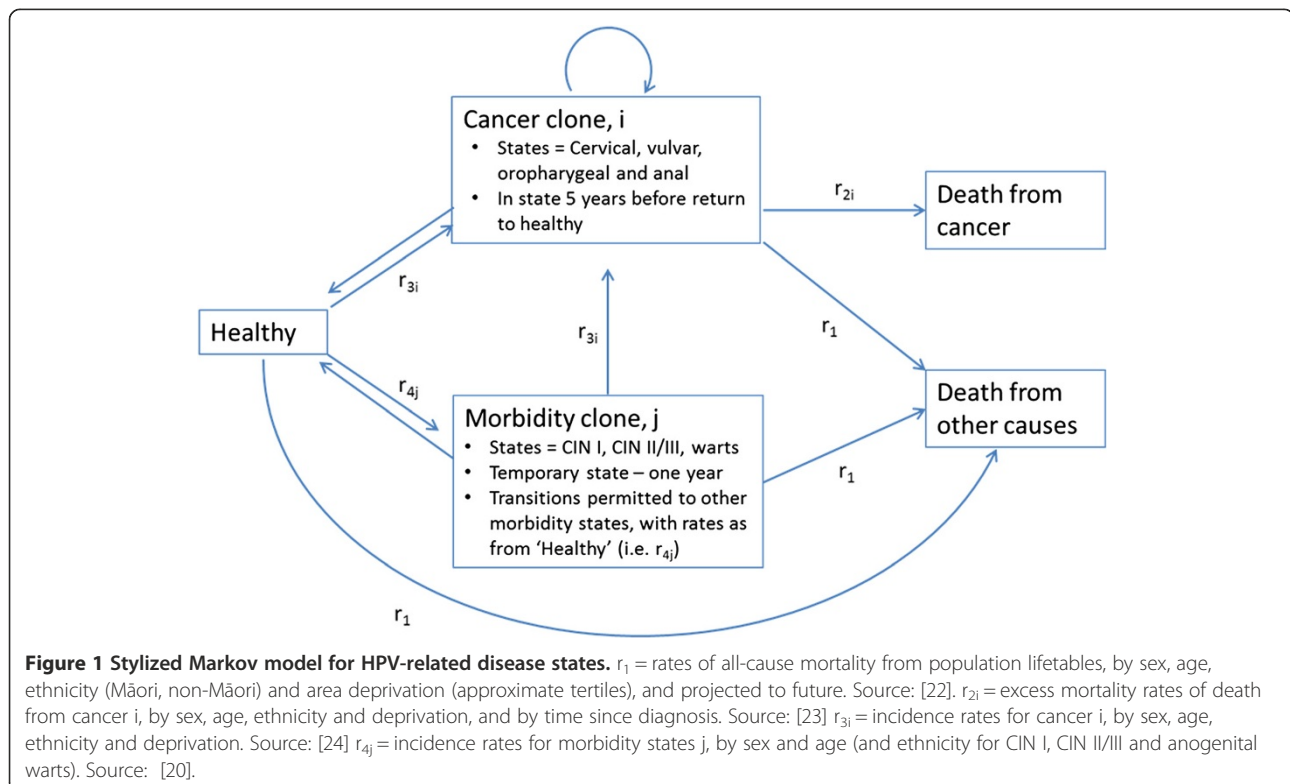 Cancer clone, i
• States = Cervical, vulvar,
oropharygeal and anal
• In state 5 years before return
to healthy
r2i
Death from
cancer
r3i
Healthy
r3i
r1
r4j
Morbidity clone, j
• States = CIN I, CIN II/III, warts
• Temporary state – one year
• Transitions permitted to other
morbidity states, with rates as
from ‘Healthy’ (i.e. r4j)
Death from
other causes
r1
r1
Figure 1 Stylized Markov model for HPV-related disease states. r1 = rates of all-cause mortality from population lifetables, by sex, age,
ethnicity (Māori, non-Māori) and area deprivation (approximate tertiles), and projected to future. Source: [22]. r2i = excess mortality rates of death
from cancer i, by sex, age, ethnicity and deprivation, and by time since diagnosis. Source: [23] r3i = incidence rates for cancer i, by sex, age,
ethnicity and deprivation. Source: [24] r4j = incidence rates for morbidity states j, by sex and age (and ethnicity for CIN I, CIN II/III and anogenital
warts). Source: [20].